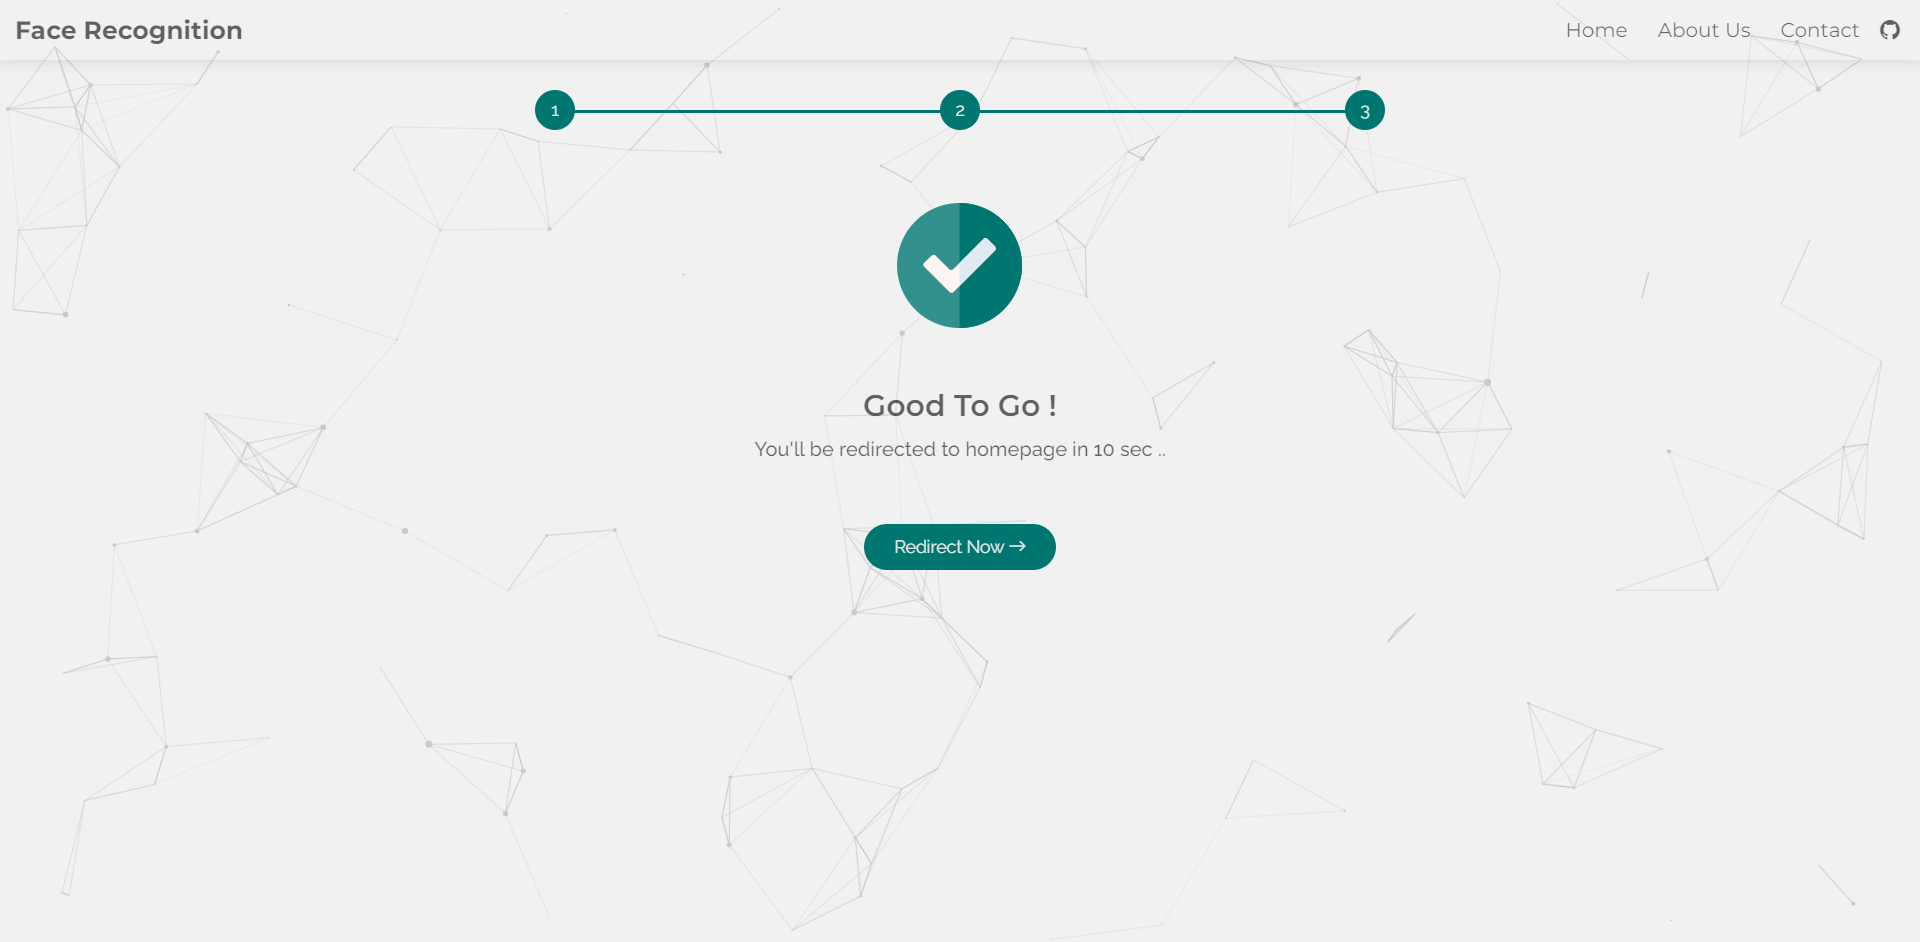 Face Recognition
Home About Us Contact
1 2 3
Good To Go !
You'll be redirected to homepage in 10 sec ..
Redirect Now →